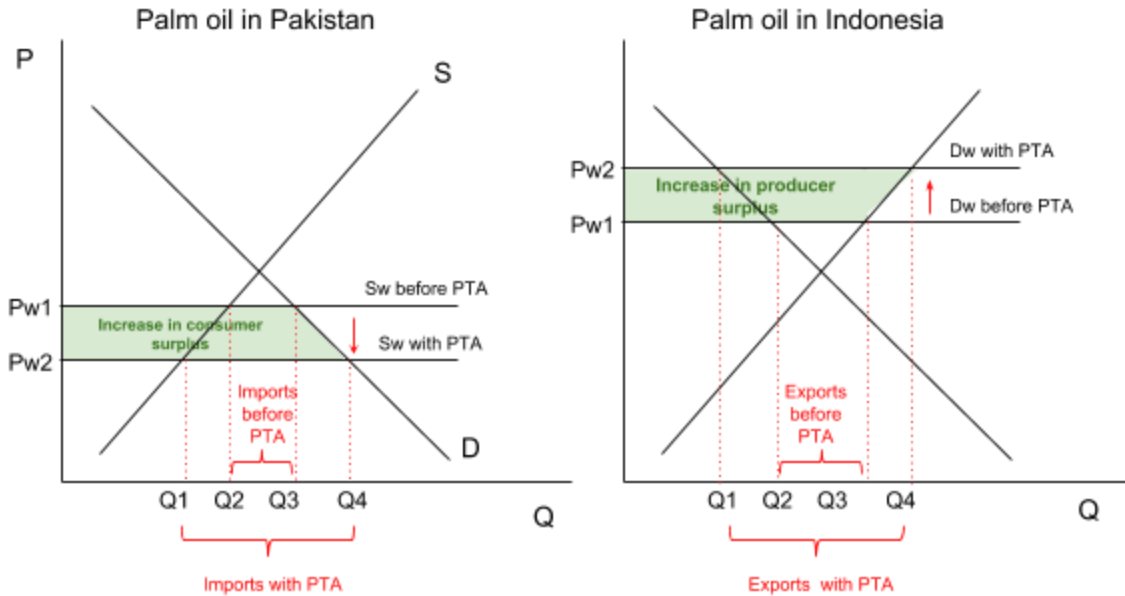 Palm oil in Pakistan
P
S
Pw1
Sw before PTA
Increase in consumer
surplus
Sw with PTA
Pw2
Imports
before
PTA
D
Q1 Q2 Q3 Q4
Q
Imports with PTA
Palm oil in Indonesia
Dw with PTA
Pw2
Increase in producer
surplus
Dw before PTA
Pw1
Exports
before
PTA
Q1 Q2 Q3 Q4
Q
Exports with PTA